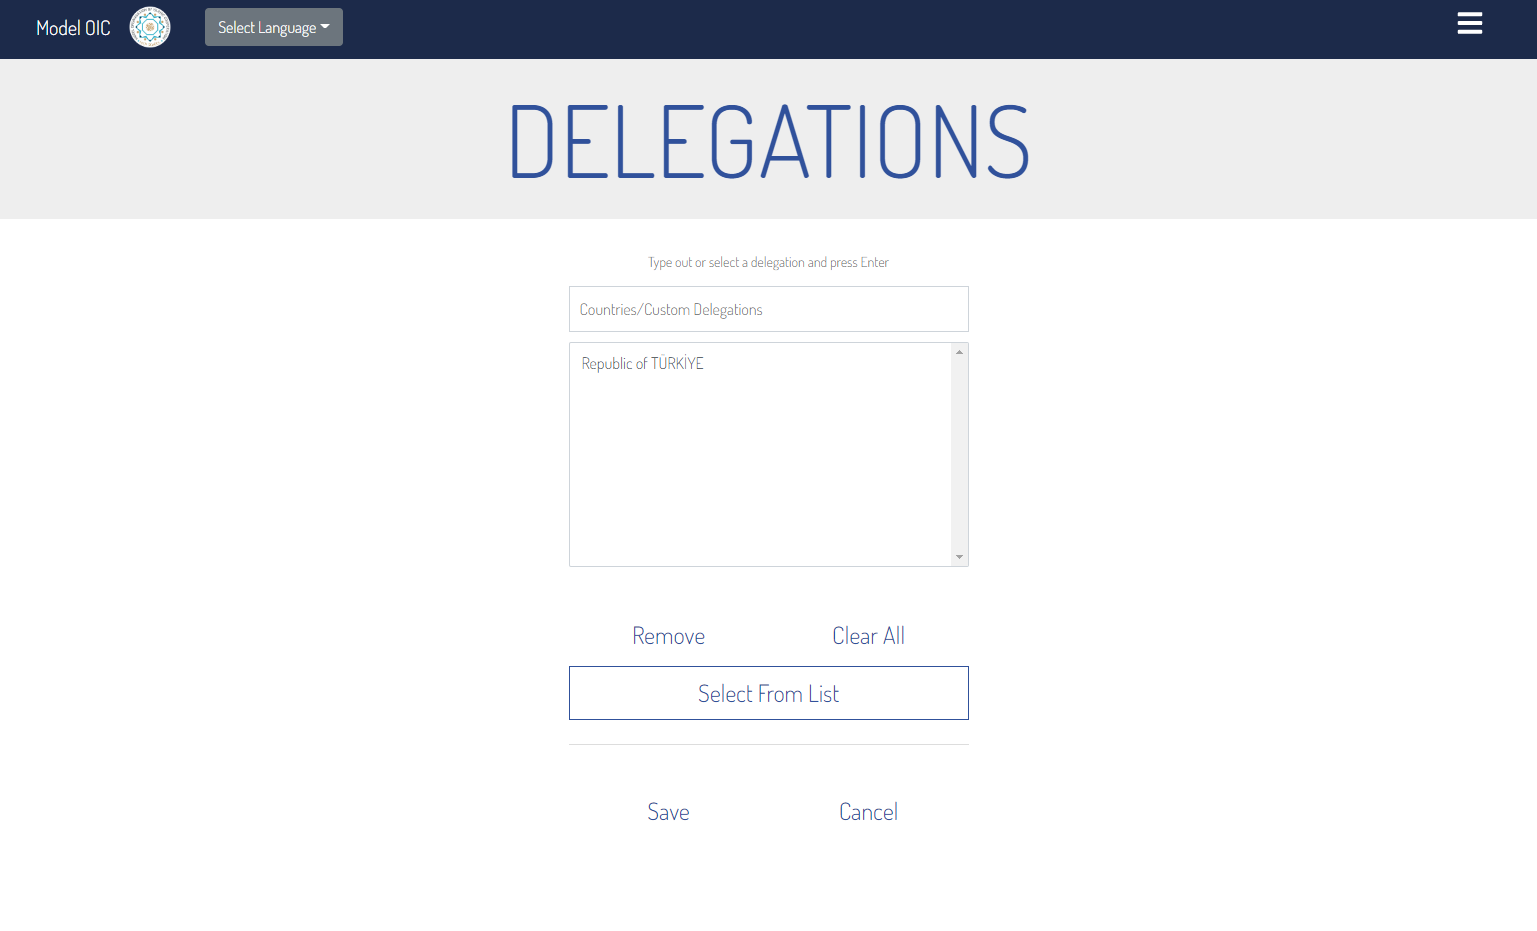 Model OIC
Select Language
DELEGATIONS
Type out or select a delegation and press Enter
Countries/Custom Delegations
Republic of TÜRKİYE
Remove
Clear All
Select From List
Save
Cancel